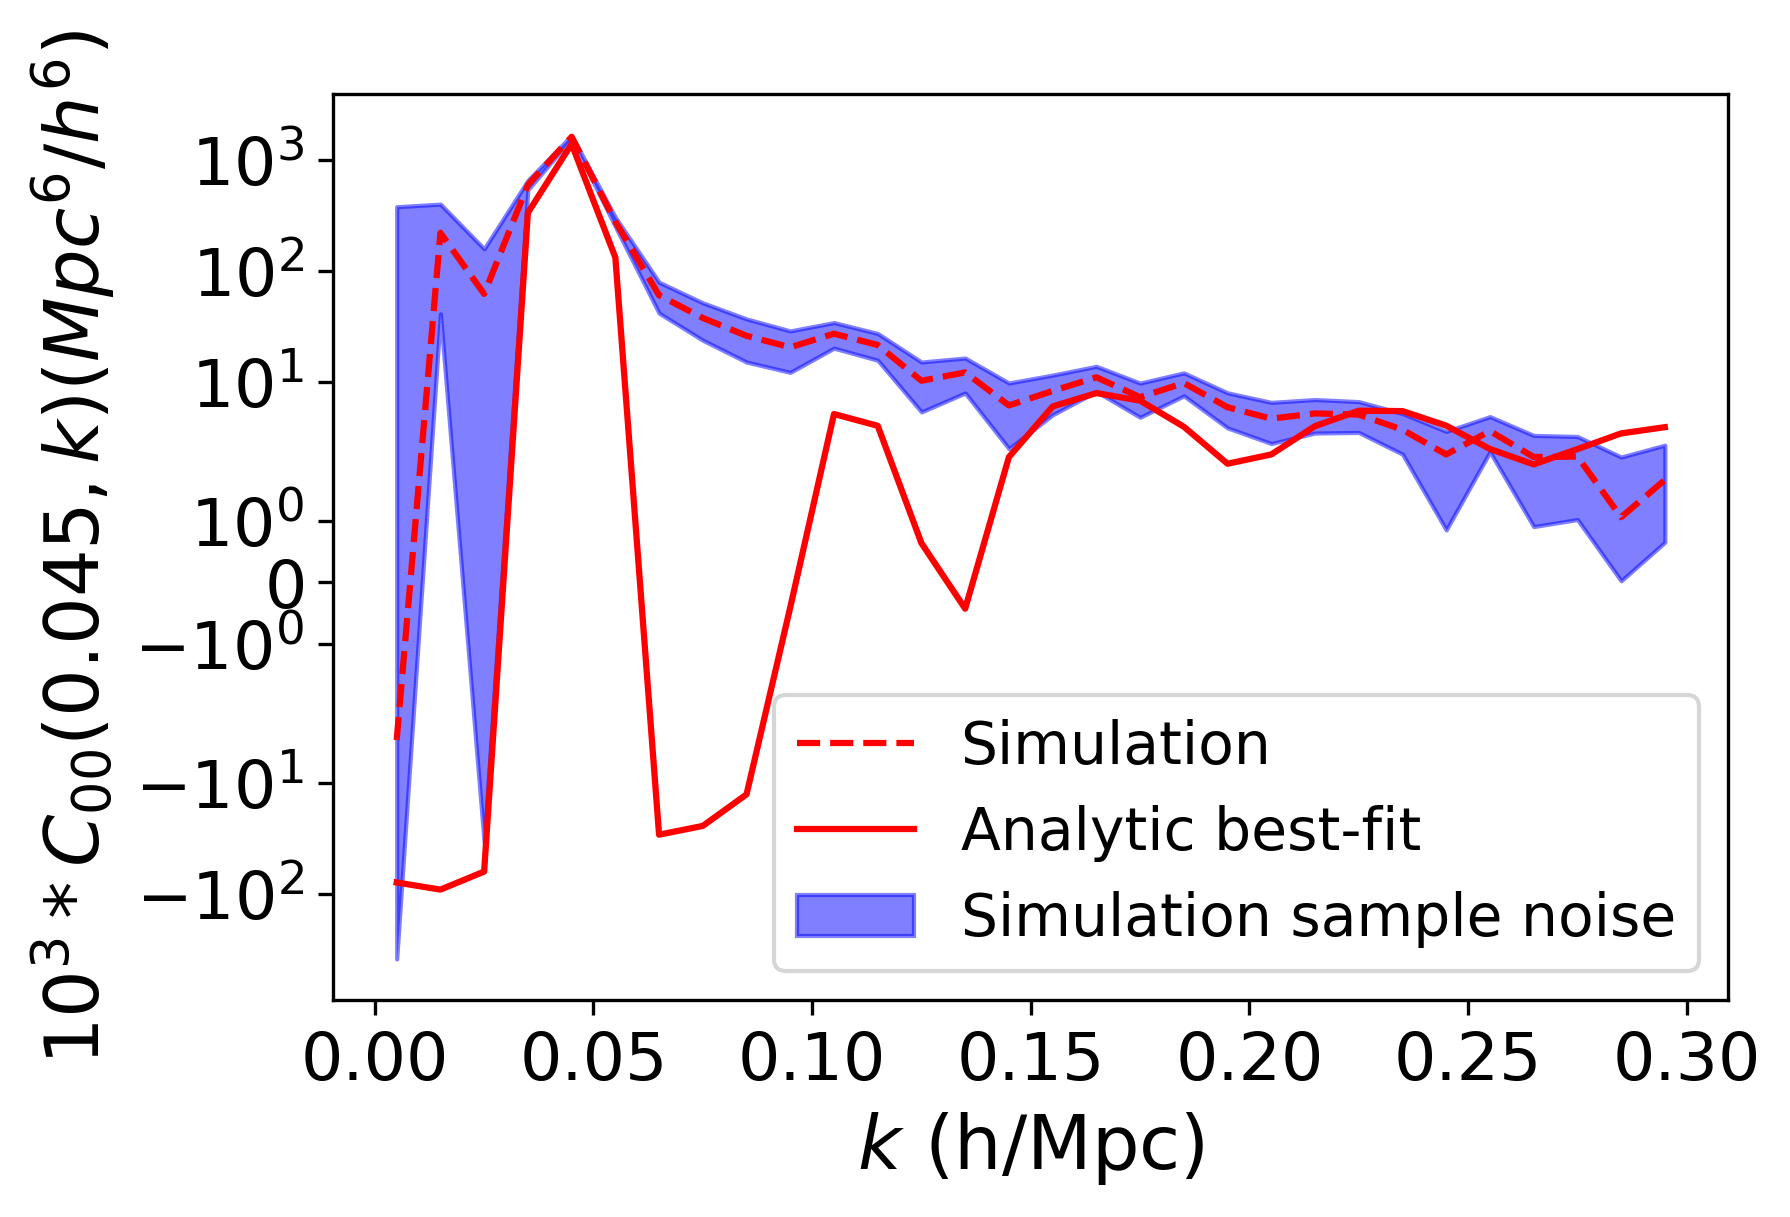 10³ * C₀₀(0.045, k)(Mpc⁶/h⁶)
10³
10²
10¹
10⁰
0
−10⁰
−10¹
−10²
Simulation
Analytic best-fit
Simulation sample noise
0.00 0.05 0.10 0.15 0.20 0.25 0.30
k (h/Mpc)